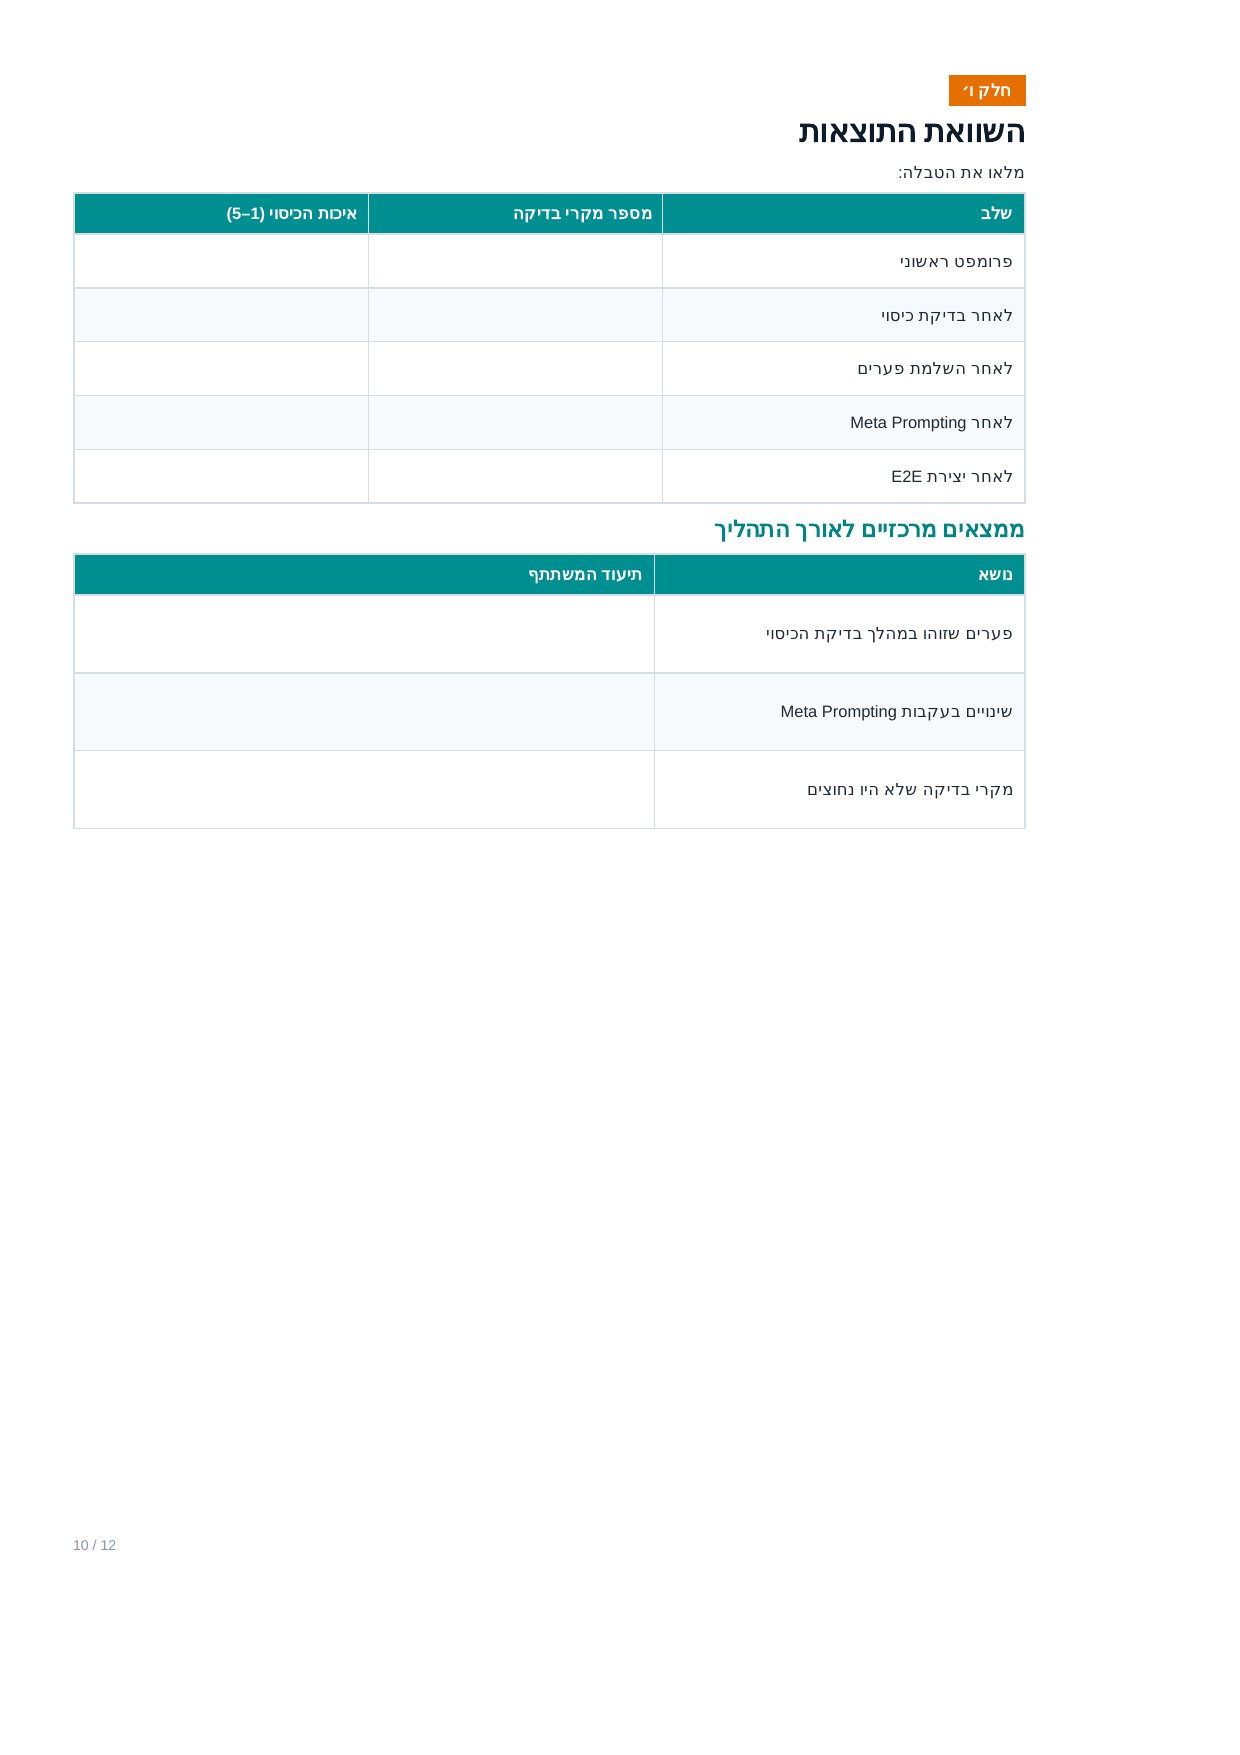 חלק ו׳
השוואת התוצאות
מלאו את הטבלה:
שלב מספר מקרי בדיקה איכות הכיסוי (1–5)
פרומפט ראשוני
לאחר בדיקת כיסוי
לאחר השלמת פערים
לאחר Meta Prompting
לאחר יצירת E2E
ממצאים מרכזיים לאורך התהליך
נושא תיעוד המשתתף
פערים שזוהו במהלך בדיקת הכיסוי
שינויים בעקבות Meta Prompting
מקרי בדיקה שלא היו נחוצים
10 / 12